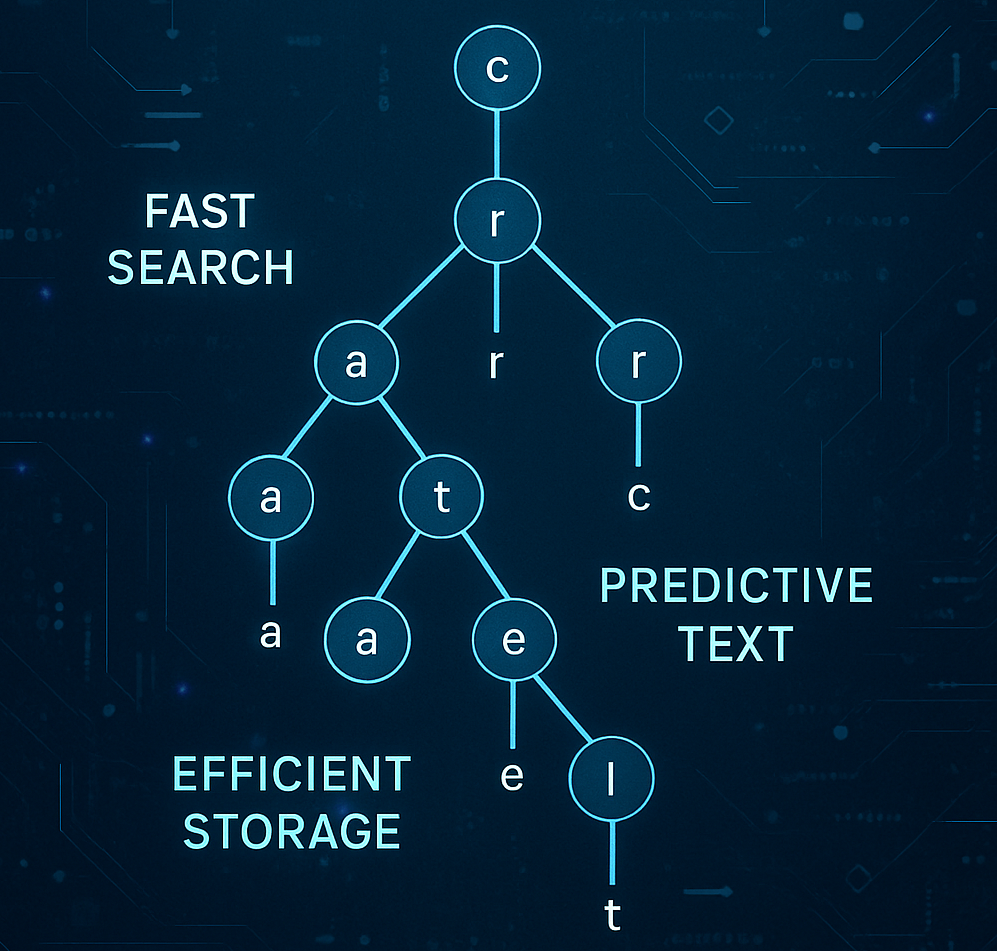 c
r
FAST
SEARCH
a
r
r
a
t
c
PREDICTIVE
TEXT
a
a
e
EFFICIENT
STORAGE
e
l
t